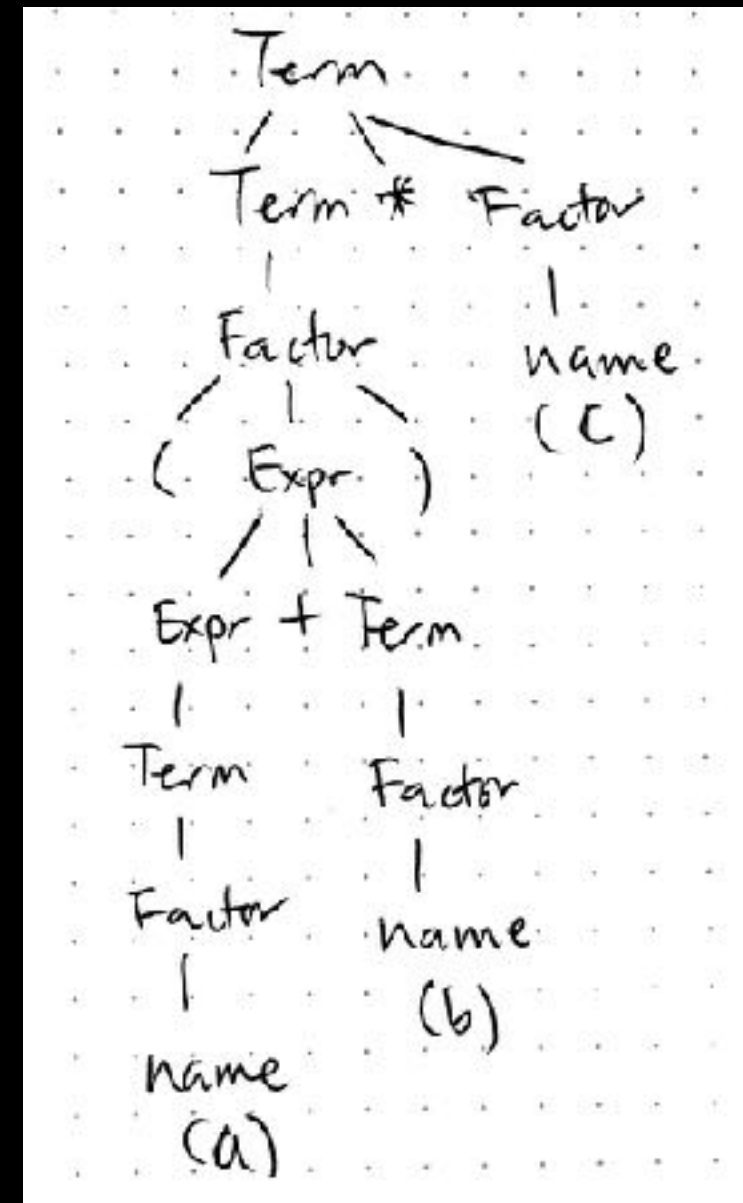 Term
Term * Factor
Factor name
(c)
( Expr )
Expr + Term
Term Factor
Factor name
(b)
name
(a)